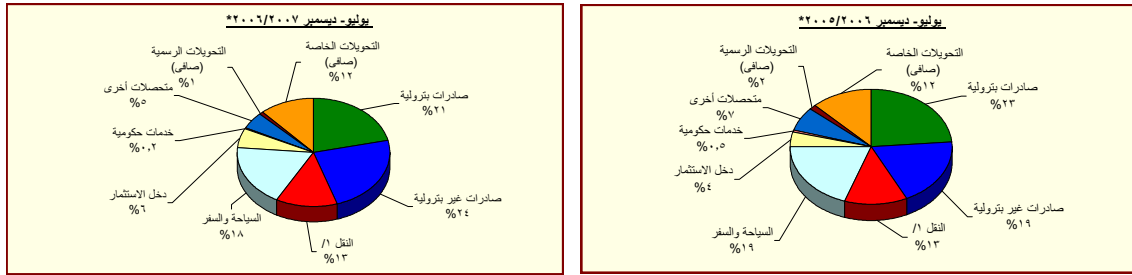 يوليو- ديسمبر ٢٠٠٦/٢٠٠٧*
التحويلات الخاصة
(صافى)
%١٢
صادرات بترولية
%٢١
صادرات غير بترولية
%٢٤
النقل ١/
%١٣
السياحة والسفر
%١٨
دخل الاستثمار
%٦
خدمات حكومية
%٠,٢
متحصلات أخرى
%٥
التحويلات الرسمية
(صافى)
%١
يوليو- ديسمبر ٢٠٠٥/٢٠٠٦*
التحويلات الخاصة
(صافى)
%١٢
صادرات بترولية
%٢٣
صادرات غير بترولية
%١٩
النقل ١/
%١٣
السياحة والسفر
%١٩
دخل الاستثمار
%٤
خدمات حكومية
%٠,٥
متحصلات أخرى
%٧
التحويلات الرسمية
(صافى)
%٢